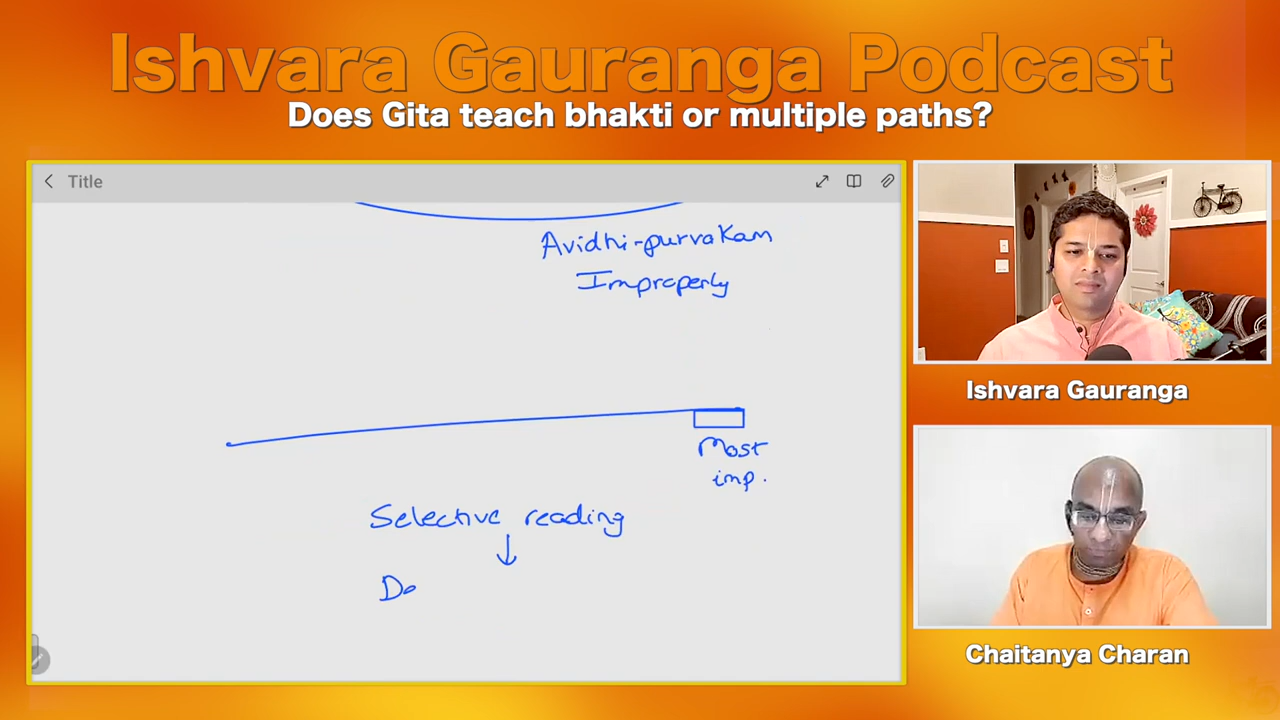 Ishvara Gauranga Podcast
Does Gita teach bhakti or multiple paths?
Title
Avidhi-purvakam
Improperly
Most
imp.
Selective reading
Do
Ishvara Gauranga
Chaitanya Charan